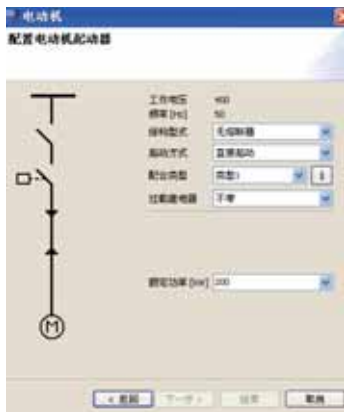 电动机
配置电动机起动器
工作电压 400
频率 [Hz] 50
保护型式 无熔断器
起动方式 直接起动
配合类型 类型1 i
过载继电器 不带
额定功率 [kW] 200
M
< 返回 下一步 > 结束 取消